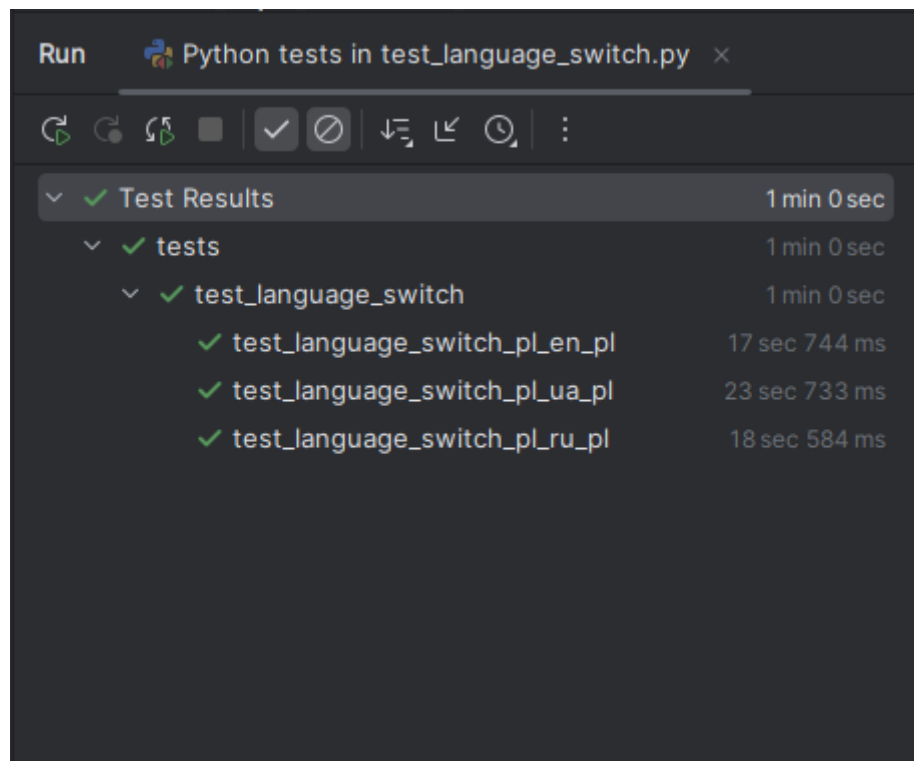 Run Python tests in test_language_switch.py
Test Results 1 min 0 sec
tests 1 min 0 sec
test_language_switch 1 min 0 sec
test_language_switch_pl_en_pl 17 sec 744 ms
test_language_switch_pl_ua_pl 23 sec 733 ms
test_language_switch_pl_ru_pl 18 sec 584 ms